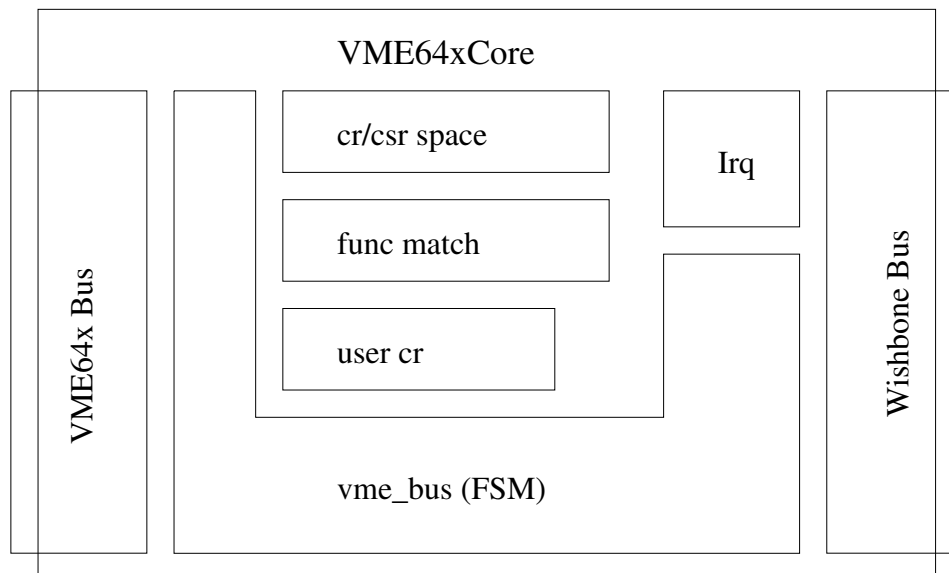 VME64xCore
cr/csr space
Irq
func match
VME64x Bus
Wishbone Bus
user cr
vme_bus (FSM)